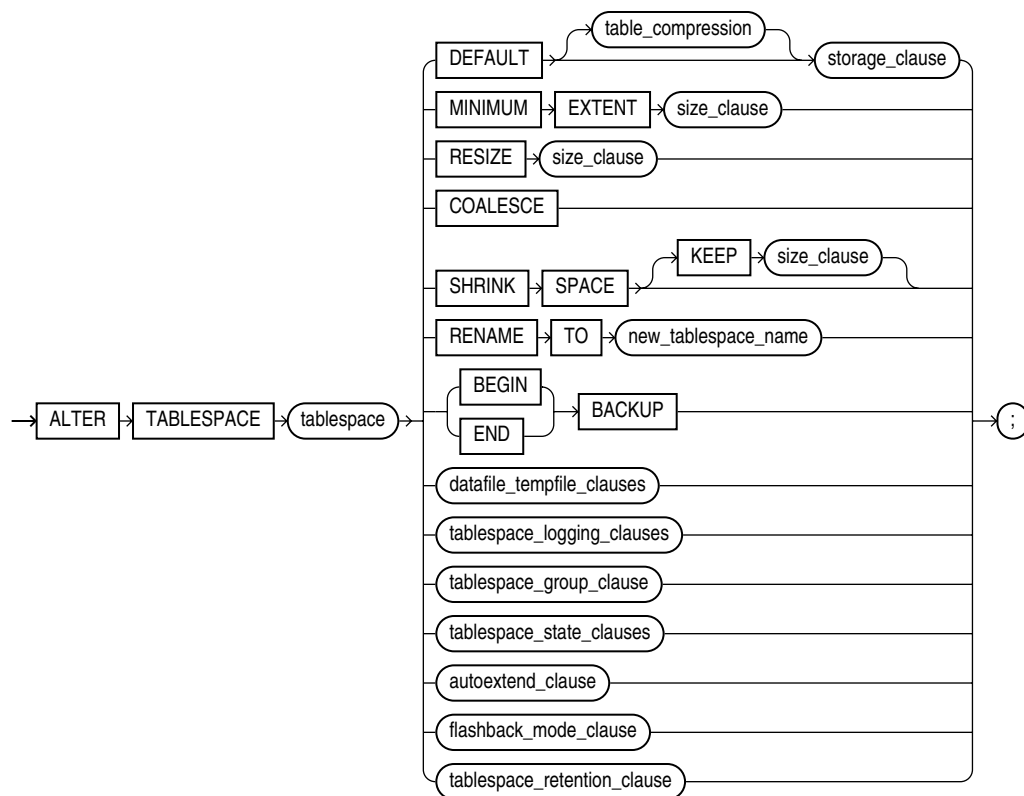 table_compression
DEFAULT storage_clause
MINIMUM EXTENT size_clause
RESIZE size_clause
COALESCE
KEEP size_clause
SHRINK SPACE
RENAME TO new_tablespace_name
BEGIN
ALTER TABLESPACE tablespace BACKUP ;
END
datafile_tempfile_clauses
tablespace_logging_clauses
tablespace_group_clause
tablespace_state_clauses
autoextend_clause
flashback_mode_clause
tablespace_retention_clause